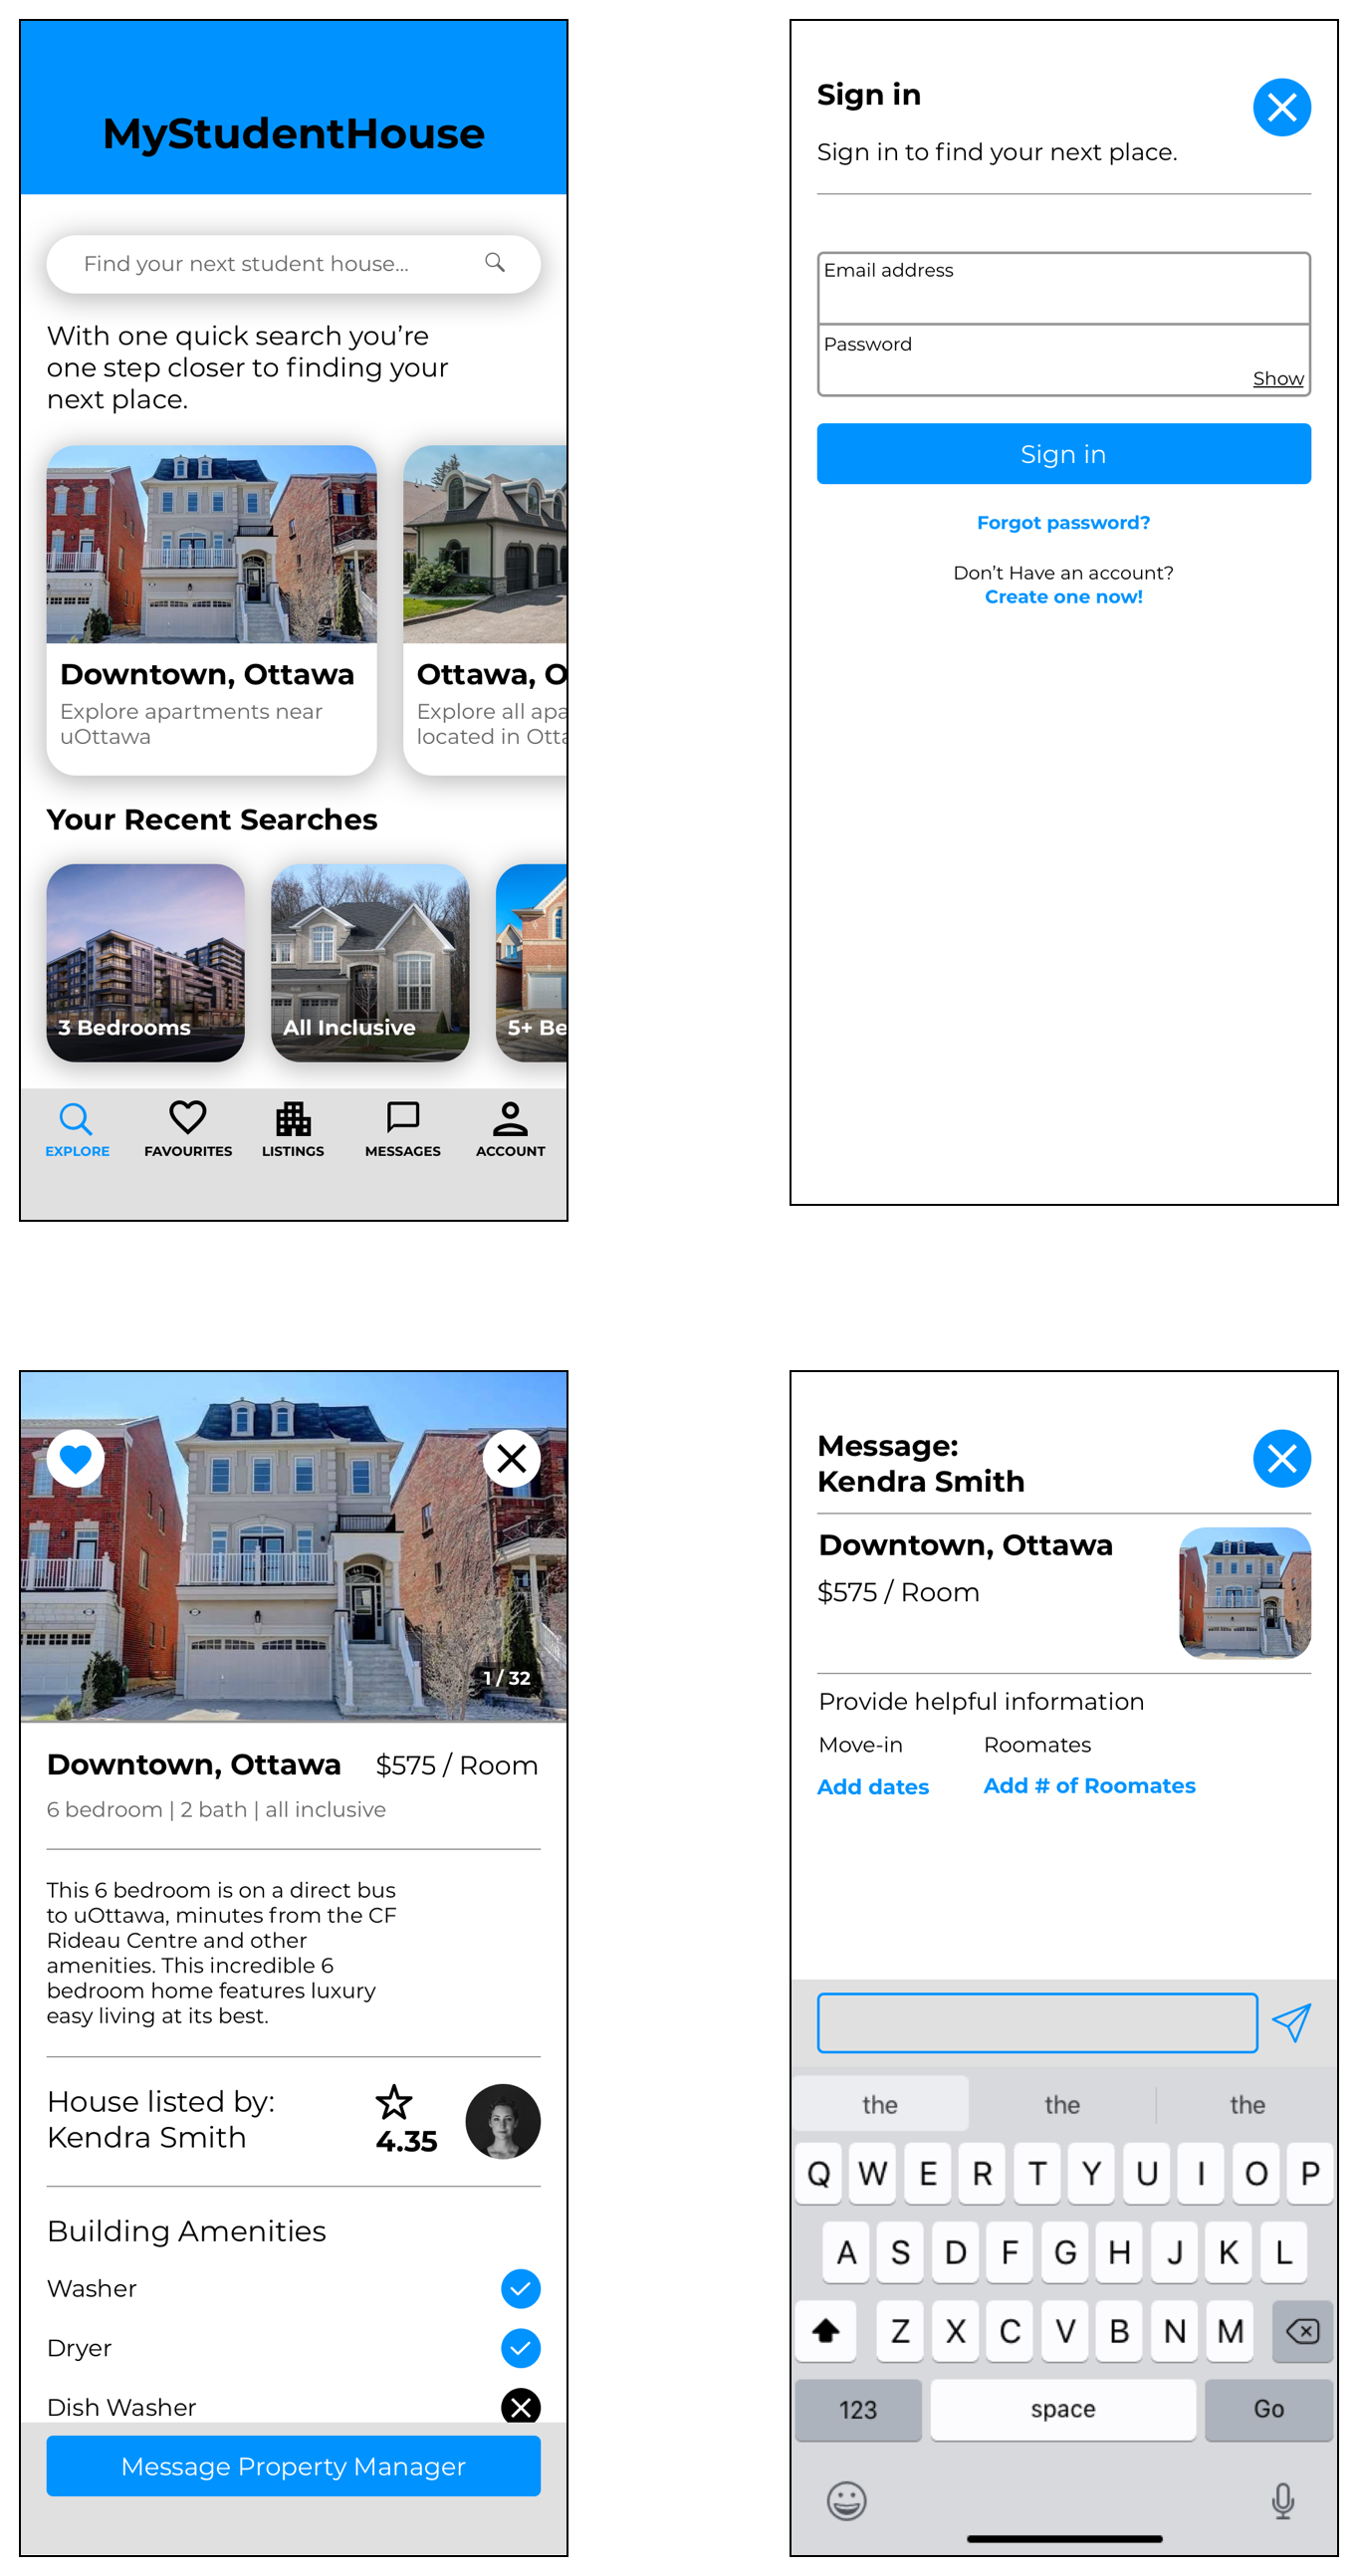 MyStudentHouse
Find your next student house...
With one quick search you’re
one step closer to finding your
next place.
Downtown, Ottawa
Explore apartments near
uOttawa
Ottawa, O
Explore all apa
located in Otta
Your Recent Searches
3 Bedrooms
All Inclusive
5+ Be
EXPLORE
FAVOURITES
LISTINGS
MESSAGES
ACCOUNT
Sign in
Sign in to find your next place.
Email address
Password
Show
Sign in
Forgot password?
Don’t Have an account?
Create one now!
1 / 32
Downtown, Ottawa
$575 / Room
6 bedroom | 2 bath | all inclusive
This 6 bedroom is on a direct bus
to uOttawa, minutes from the CF
Rideau Centre and other
amenities. This incredible 6
bedroom home features luxury
easy living at its best.
House listed by:
Kendra Smith
4.35
Building Amenities
Washer
Dryer
Dish Washer
Message Property Manager
Message:
Kendra Smith
Downtown, Ottawa
$575 / Room
Provide helpful information
Move-in
Roomates
Add dates
Add # of Roomates
the the the
Q W E R T Y U I O P
A S D F G H J K L
Z X C V B N M
123 space Go